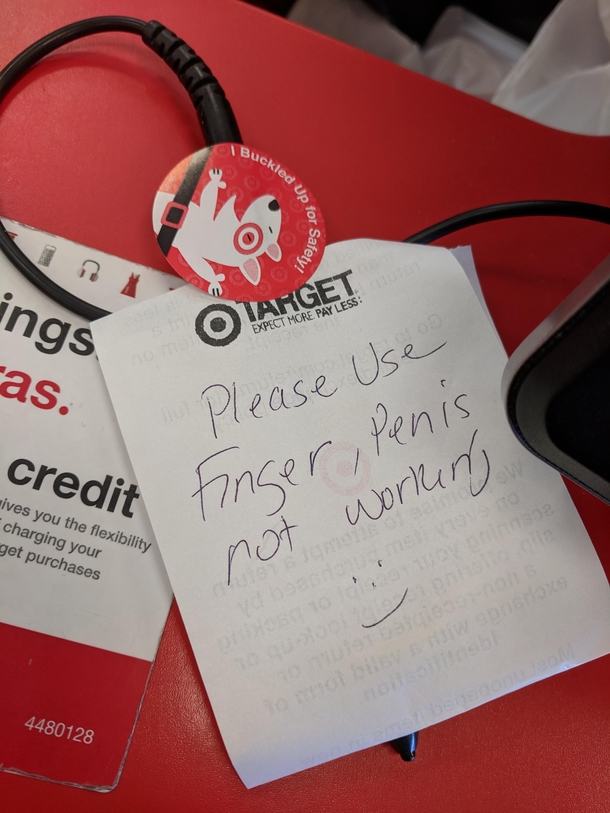 I Buckled Up for Safety!
TARGET
EXPECT MORE PAY LESS.
Please Use
Finger, Penis
not working
ings
as.
credit
gives you the flexibility
charging your
get purchases
4480128